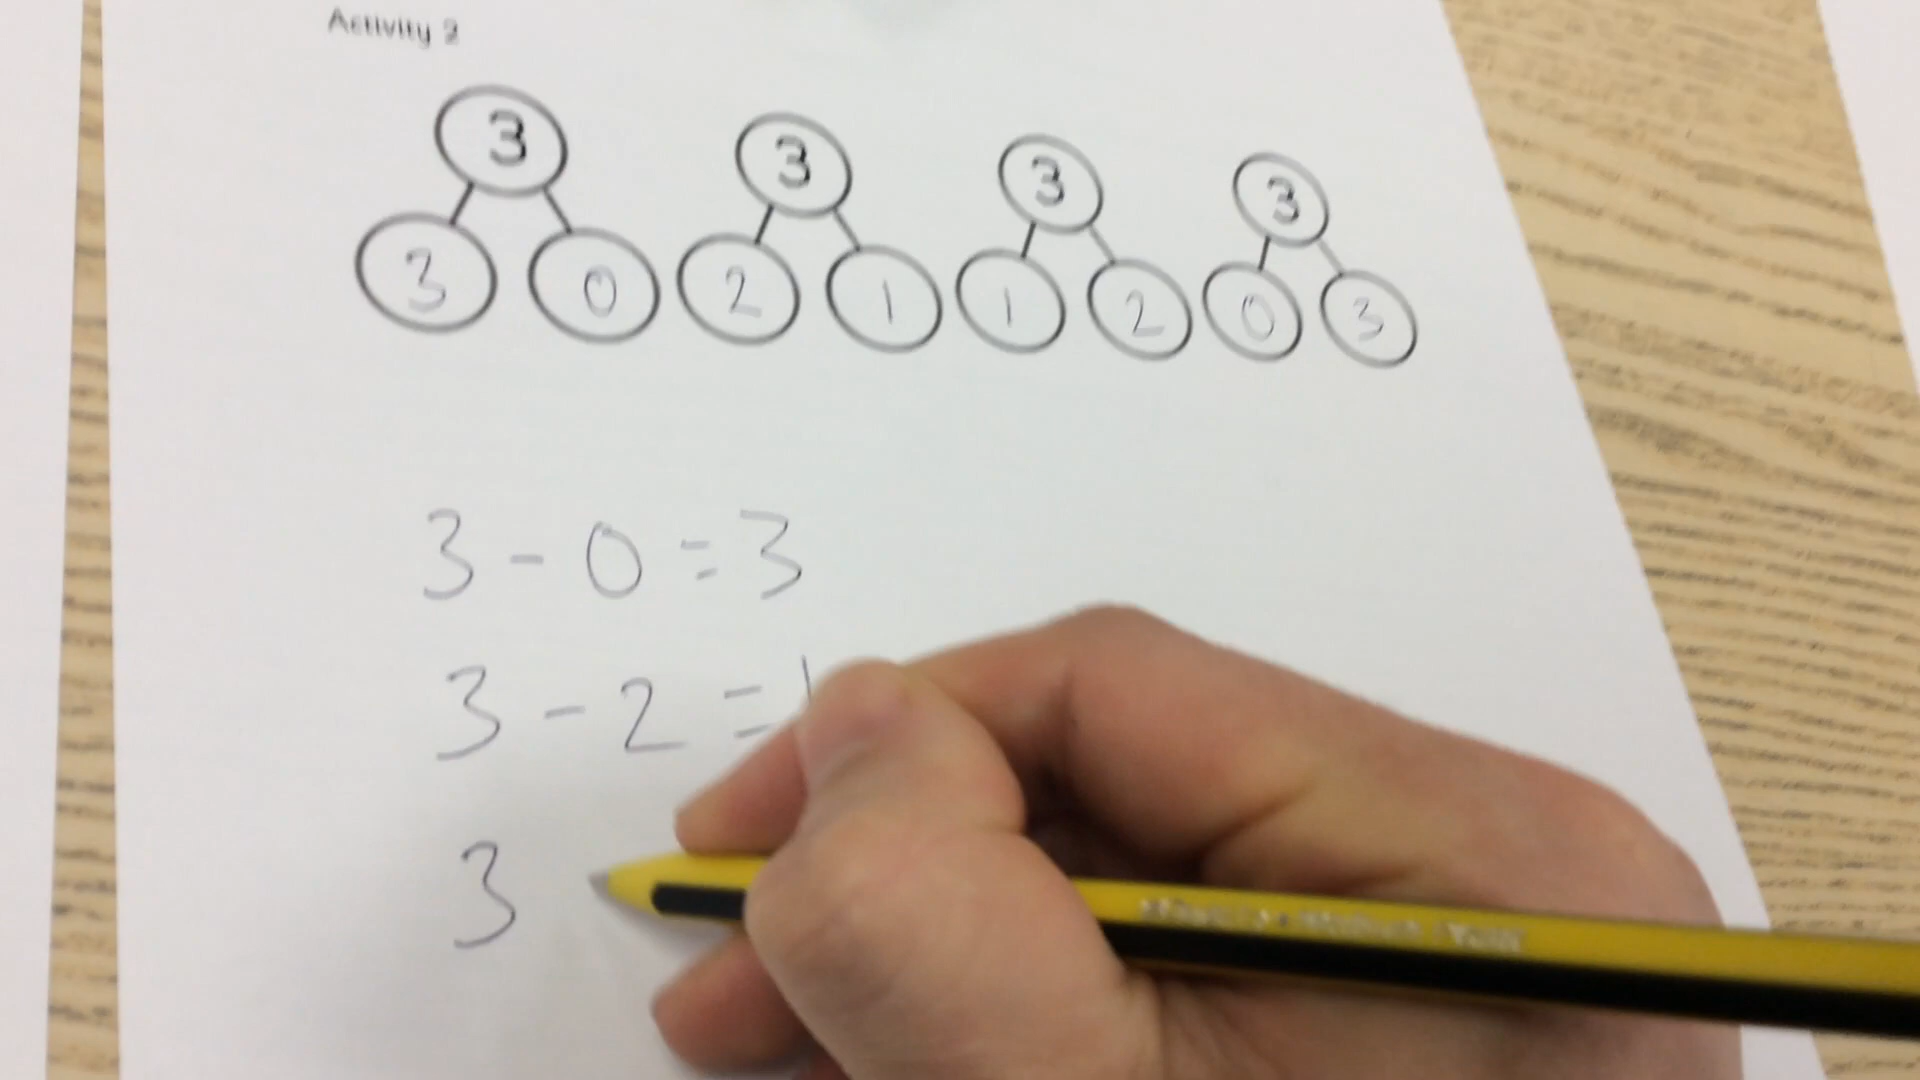 Activity 2
3 3 3 3
3 0 2 1 1 2 0 3
3 - 0 = 3
3 - 2 = 1
3